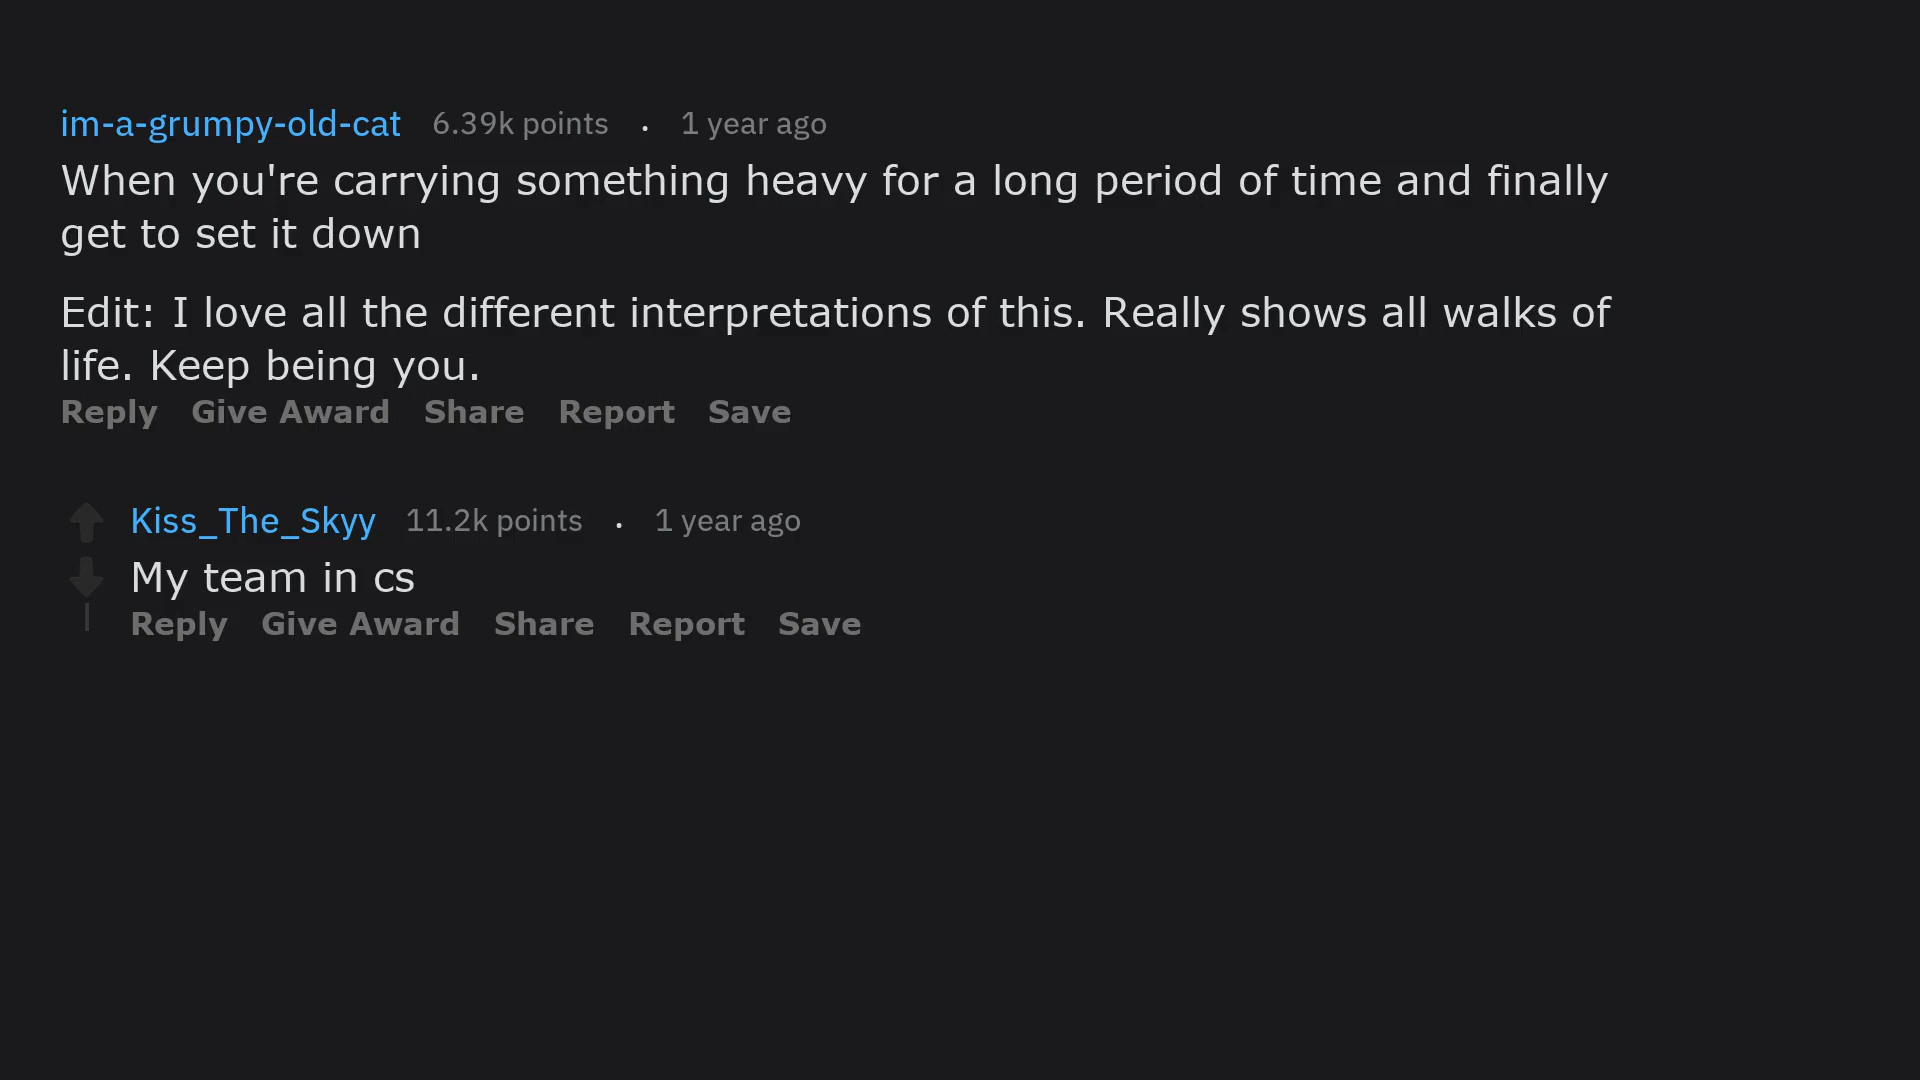 im-a-grumpy-old-cat 6.39k points . 1 year ago
When you're carrying something heavy for a long period of time and finally
get to set it down
Edit: I love all the different interpretations of this. Really shows all walks of
life. Keep being you.
Reply Give Award Share Report Save
Kiss_The_Skyy 11.2k points . 1 year ago
My team in cs
Reply Give Award Share Report Save